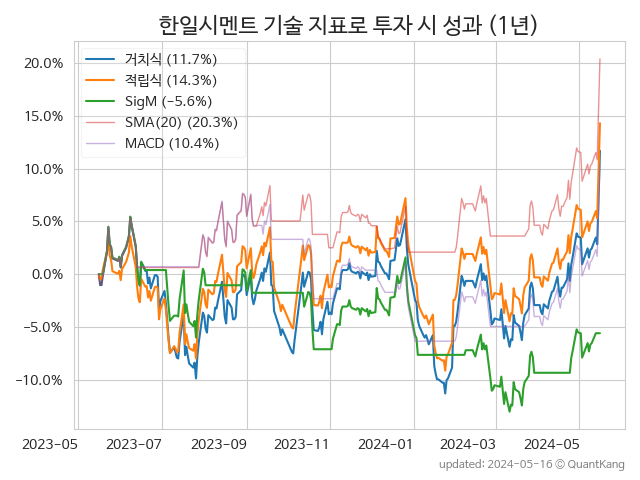 한일시멘트 기술 지표로 투자 시 성과 (1년)
거치식 (11.7%)
적립식 (14.3%)
SigM (−5.6%)
SMA(20) (20.3%)
MACD (10.4%)
20.0%
15.0%
10.0%
5.0%
0.0%
−5.0%
−10.0%
2023−05 2023−07 2023−09 2023−11 2024−01 2024−03 2024−05
updated: 2024−05−16 © QuantKang